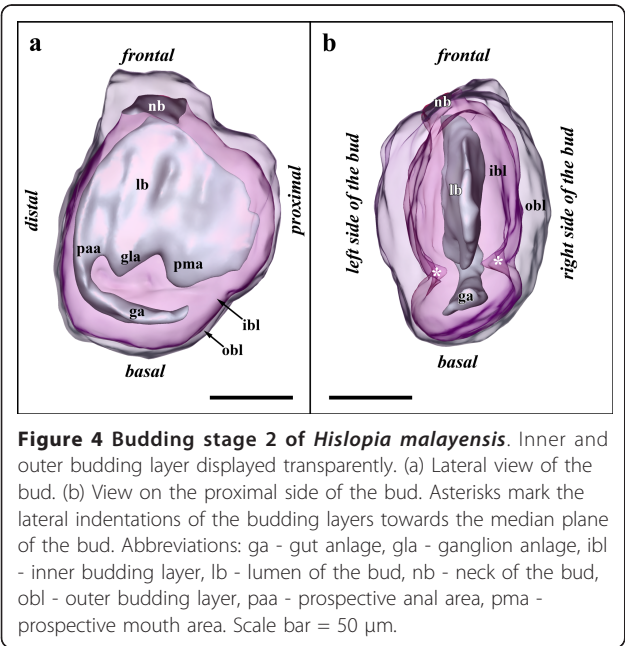 a
frontal
nb
lb
distal
proximal
paa
gla
pma
ga
ibl
obl
basal
b
frontal
nb
left side of the bud
right side of the bud
ibl
lb
obl
*
*
ga
basal
Figure 4 Budding stage 2 of Hislopia malayensis. Inner and
outer budding layer displayed transparently. (a) Lateral view of the
bud. (b) View on the proximal side of the bud. Asterisks mark the
lateral indentations of the budding layers towards the median plane
of the bud. Abbreviations: ga - gut anlage, gla - ganglion anlage, ibl
- inner budding layer, lb - lumen of the bud, nb - neck of the bud,
obl - outer budding layer, paa - prospective anal area, pma -
prospective mouth area. Scale bar = 50 μm.